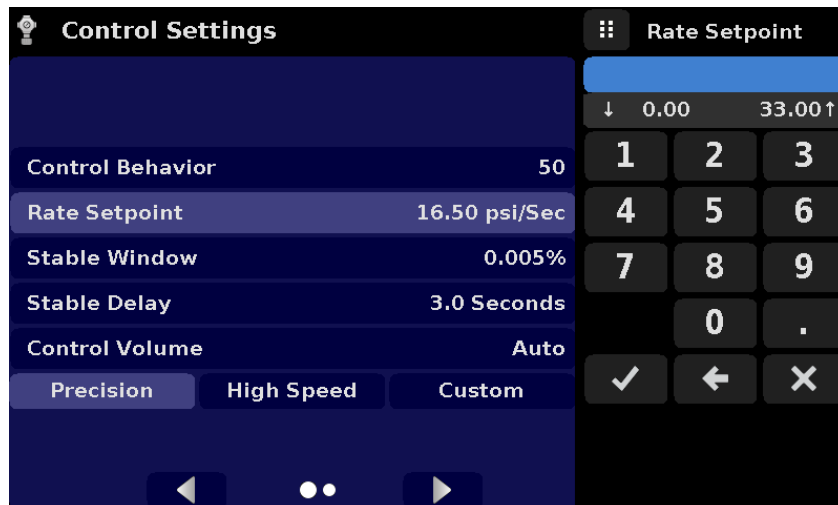 Control Settings
Rate Setpoint
↓ 0.00 33.00↑
Control Behavior 50
Rate Setpoint 16.50 psi/Sec
Stable Window 0.005%
Stable Delay 3.0 Seconds
Control Volume Auto
Precision High Speed Custom
1 2 3
4 5 6
7 8 9
0 .